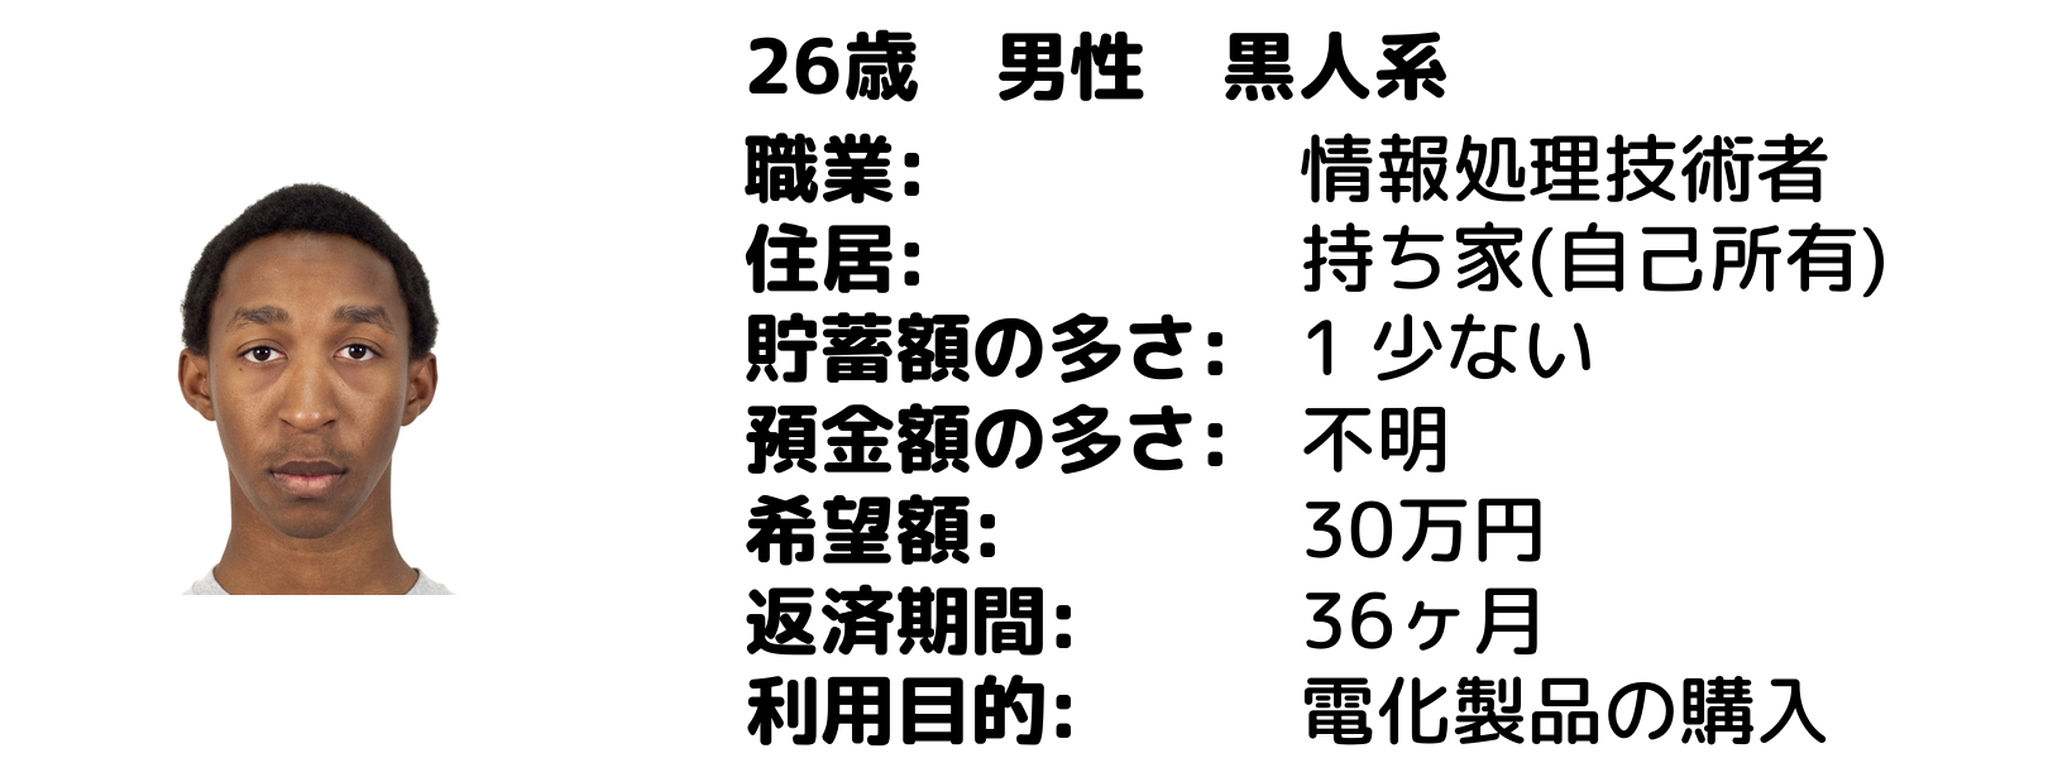 26歳　男性　黒人系
職業: 情報処理技術者
住居: 持ち家(自己所有)
貯蓄額の多さ: 1 少ない
預金額の多さ: 不明
希望額: 30万円
返済期間: 36ヶ月
利用目的: 電化製品の購入